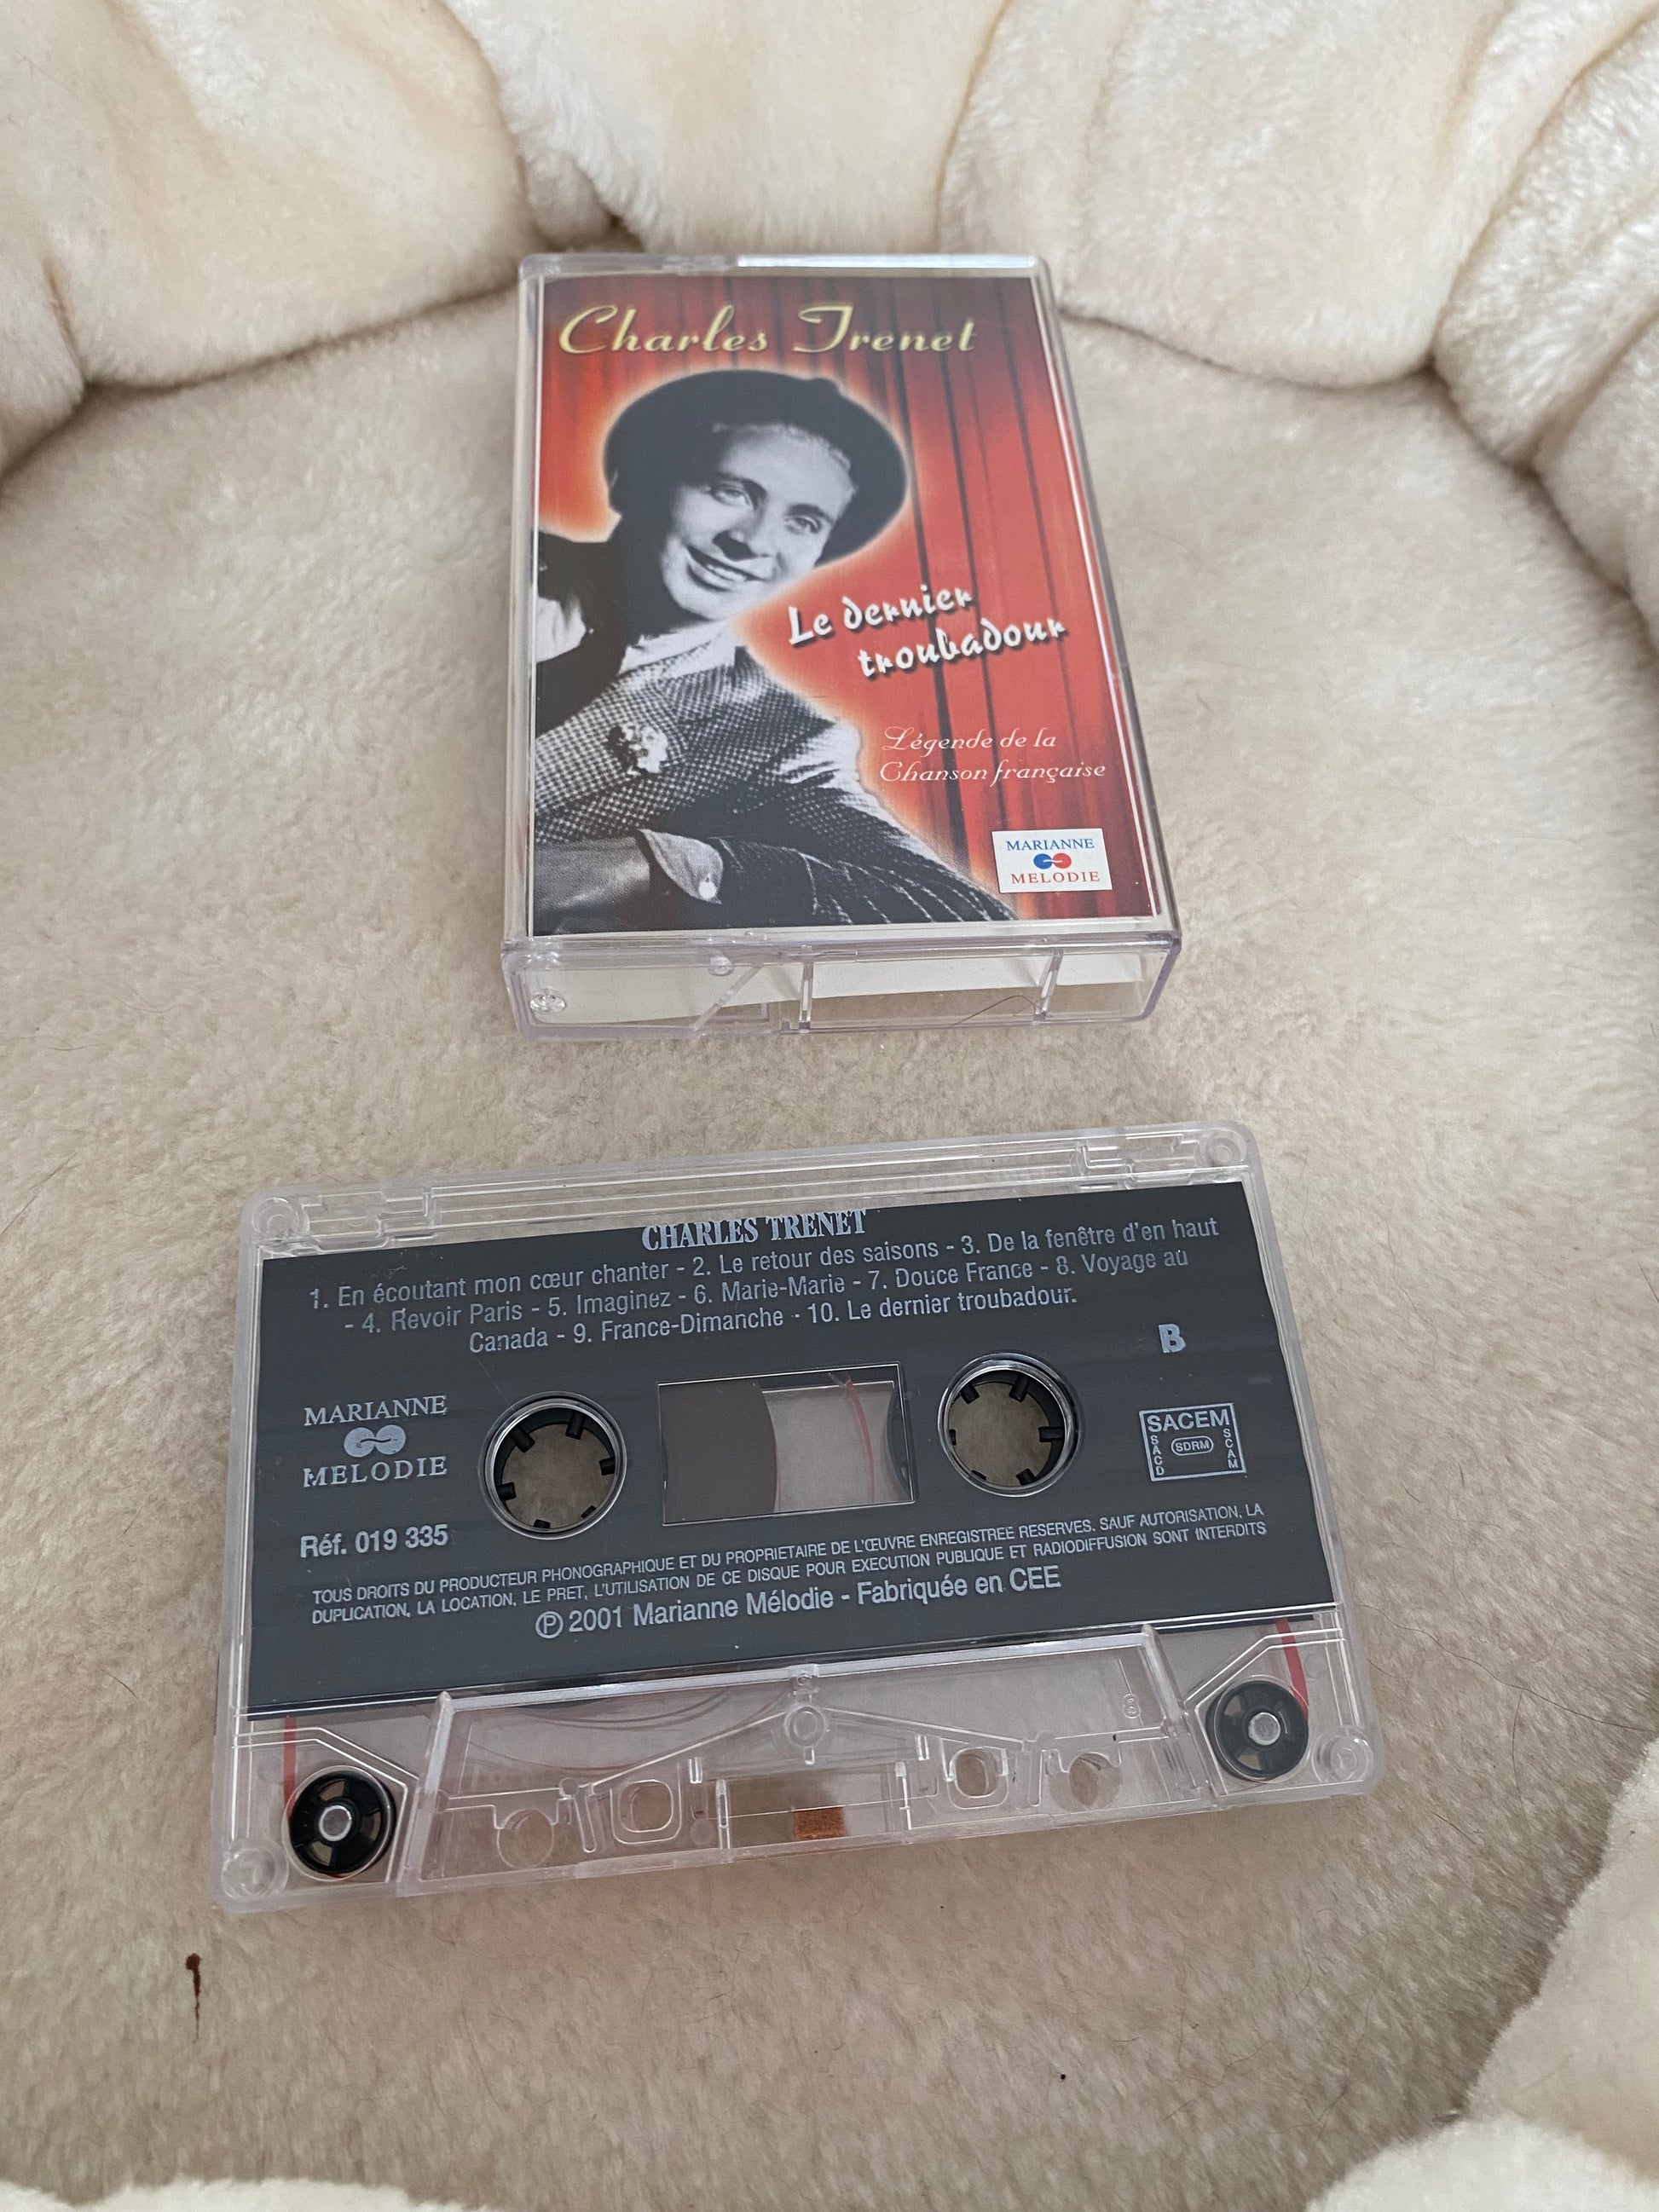 Charles Trenet
Le dernier
troubadour
Légende de la
Chanson française
MARIANNE
MELODIE
CHARLES TRENET
1. En écoutant mon cœur chanter - 2. Le retour des saisons - 3. De la fenêtre d'en haut
- 4. Revoir Paris - 5. Imaginez - 6. Marie-Marie - 7. Douce France - 8. Voyage au
Canada - 9. France-Dimanche - 10. Le dernier troubadour.
B
MARIANNE
MELODIE
SACEM
SACD
SDRM
SCAM
Réf. 019 335
TOUS DROITS DU PRODUCTEUR PHONOGRAPHIQUE ET DU PROPRIETAIRE DE L'ŒUVRE ENREGISTREE RESERVES. SAUF AUTORISATION, LA
DUPLICATION, LA LOCATION, LE PRET, L'UTILISATION DE CE DISQUE POUR EXECUTION PUBLIQUE ET RADIODIFFUSION SONT INTERDITS
℗ 2001 Marianne Mélodie - Fabriquée en CEE
8